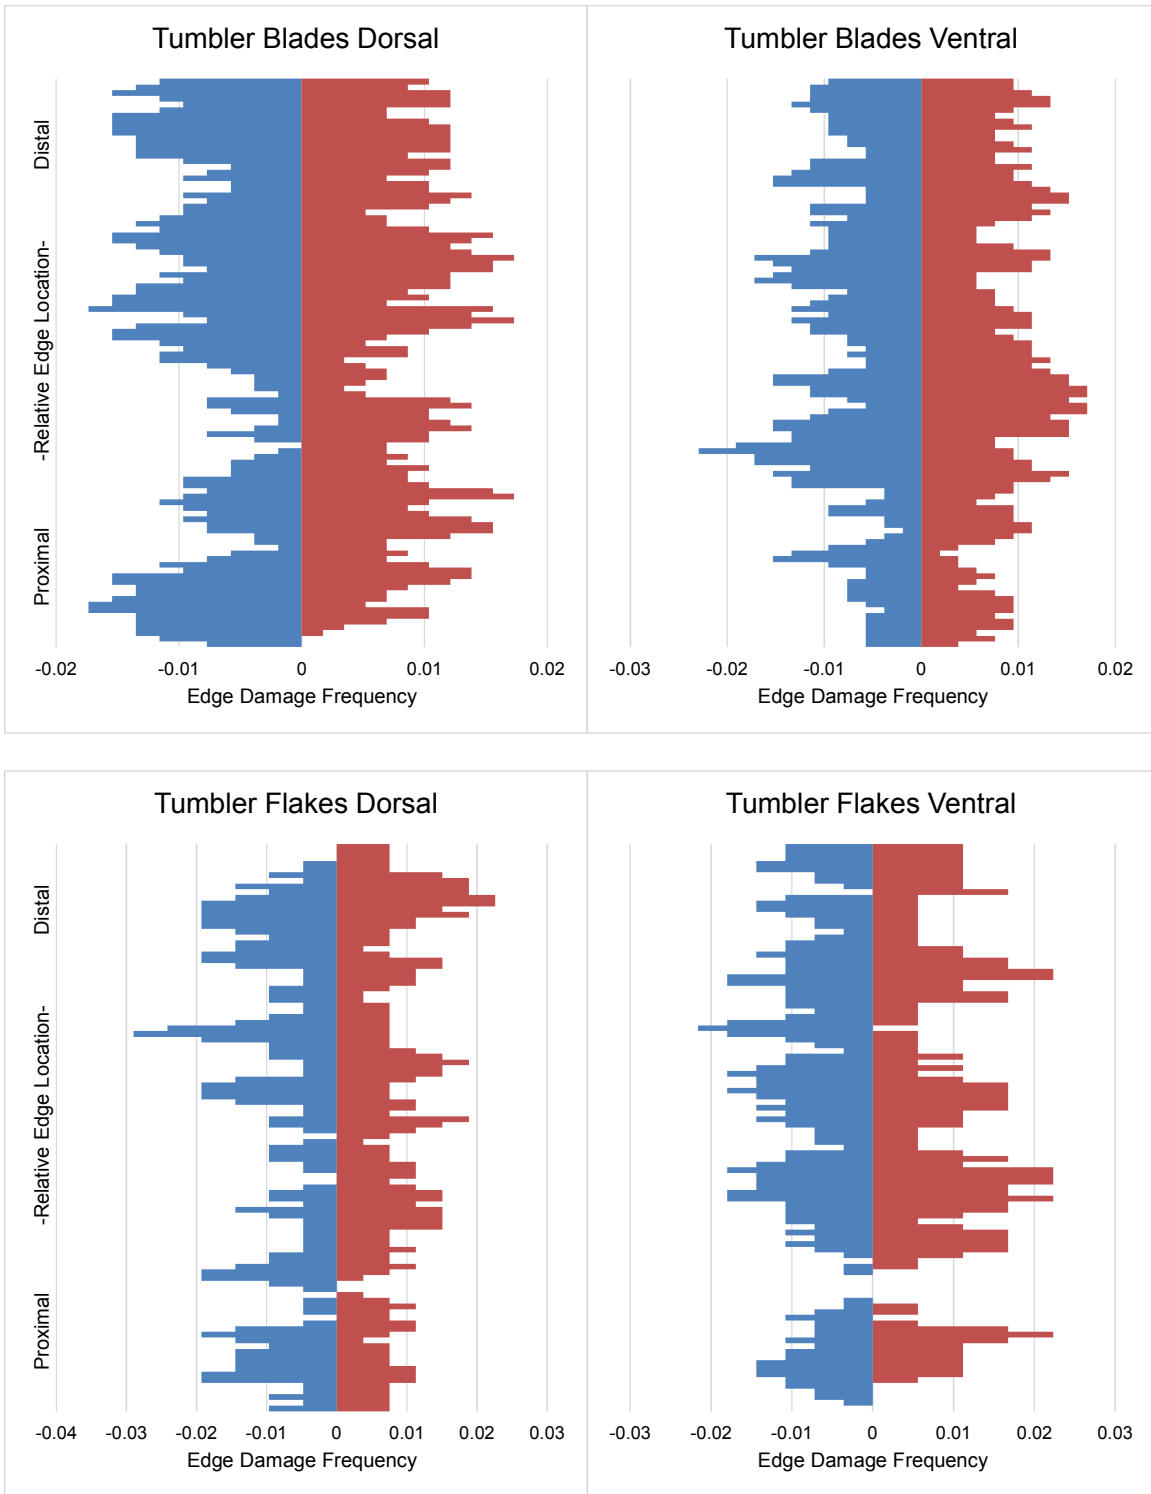 Tumbler Blades Dorsal
Distal
-Relative Edge Location-
Proximal
-0.02 -0.01 0 0.01 0.02
Edge Damage Frequency
Tumbler Blades Ventral
-0.03 -0.02 -0.01 0 0.01 0.02
Edge Damage Frequency
Tumbler Flakes Dorsal
Distal
-Relative Edge Location-
Proximal
-0.04 -0.03 -0.02 -0.01 0 0.01 0.02 0.03
Edge Damage Frequency
Tumbler Flakes Ventral
-0.03 -0.02 -0.01 0 0.01 0.02 0.03
Edge Damage Frequency